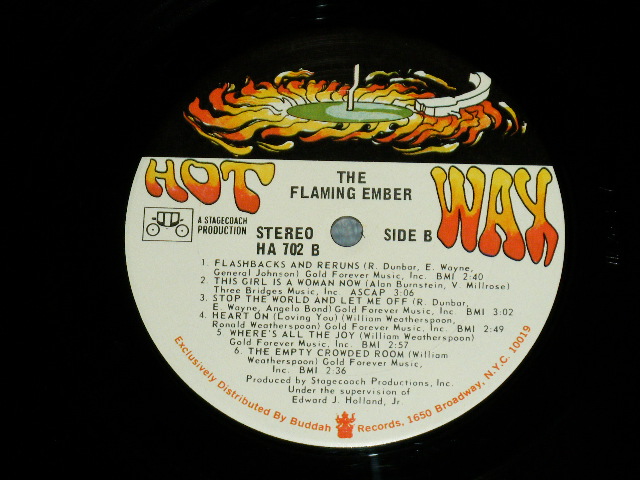 HOT WAX
THE
FLAMING EMBER
A STAGECOACH
PRODUCTION
STEREO
HA 702 B
SIDE B
1. FLASHBACKS AND RERUNS (R. Dunbar, E. Wayne,
General Johnson) Gold Forever Music, Inc. BMI 2:40
2. THIS GIRL IS A WOMAN NOW (Alan Burnstein, V. Millrose)
Three Bridges Music, Inc. ASCAP 3:06
3. STOP THE WORLD AND LET ME OFF (R. Dunbar,
E. Wayne, Angelo Bond) Gold Forever Music, Inc. BMI 3:02
4. HEART ON (Loving You) (William Weatherspoon,
Ronald Weatherspoon) Gold Forever Music, Inc. BMI 2:49
5. WHERE'S ALL THE JOY (William Weatherspoon)
Gold Forever Music, Inc. BMI 2:57
6. THE EMPTY CROWDED ROOM (William
Weatherspoon) Gold Forever Music,
Inc. BMI 2:36
Produced by Stagecoach Productions, Inc.
Under the supervision of
Edward J. Holland, Jr.
Exclusively Distributed By Buddah Records, 1650 Broadway, N.Y.C. 10019